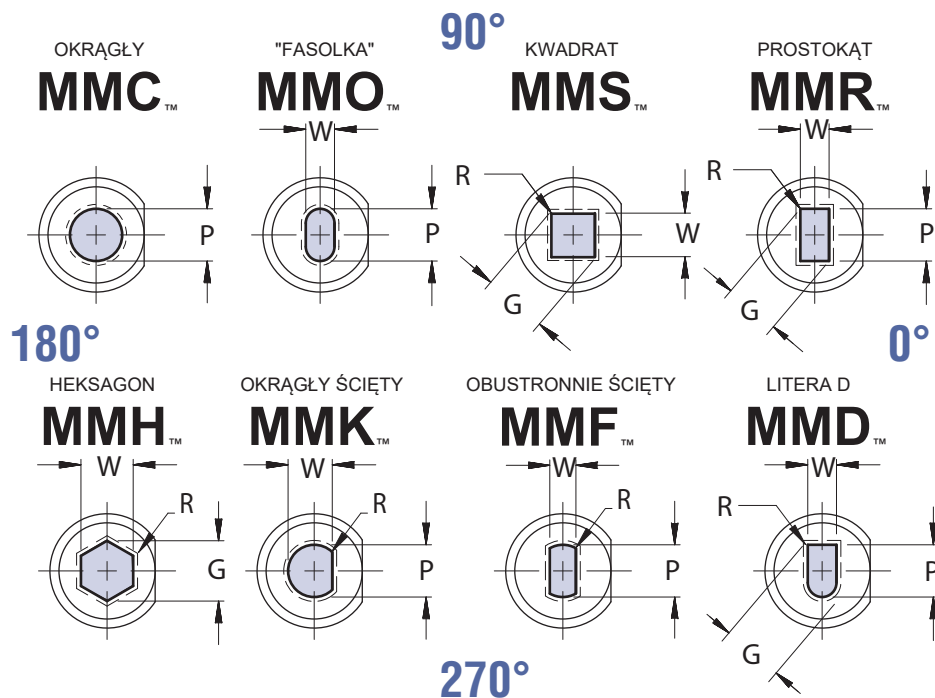 90°
OKRĄGŁY
"FASOLKA"
KWADRAT
PROSTOKĄT
MMC™
MMO™
MMS™
MMR™
W
W
R
R
P
P
W
P
G
G
180°
0°
HEKSAGON
OKRĄGŁY ŚCIĘTY
OBUSTRONNIE ŚCIĘTY
LITERA D
MMH™
MMK™
MMF™
MMD™
W
W
W
W
R
R
R
R
G
P
P
P
G
270°